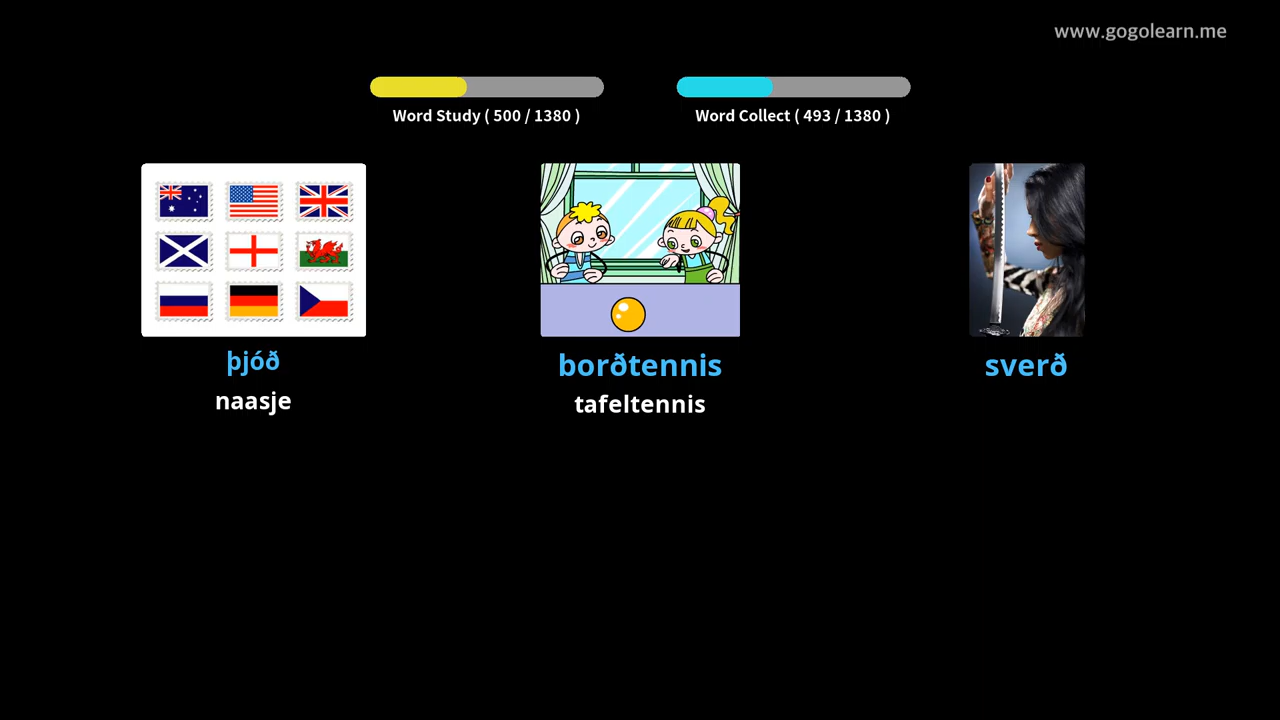 www.gogolearn.me
Word Study ( 500 / 1380 )
Word Collect ( 493 / 1380 )
þjóð
naasje
borðtennis
tafeltennis
sverð